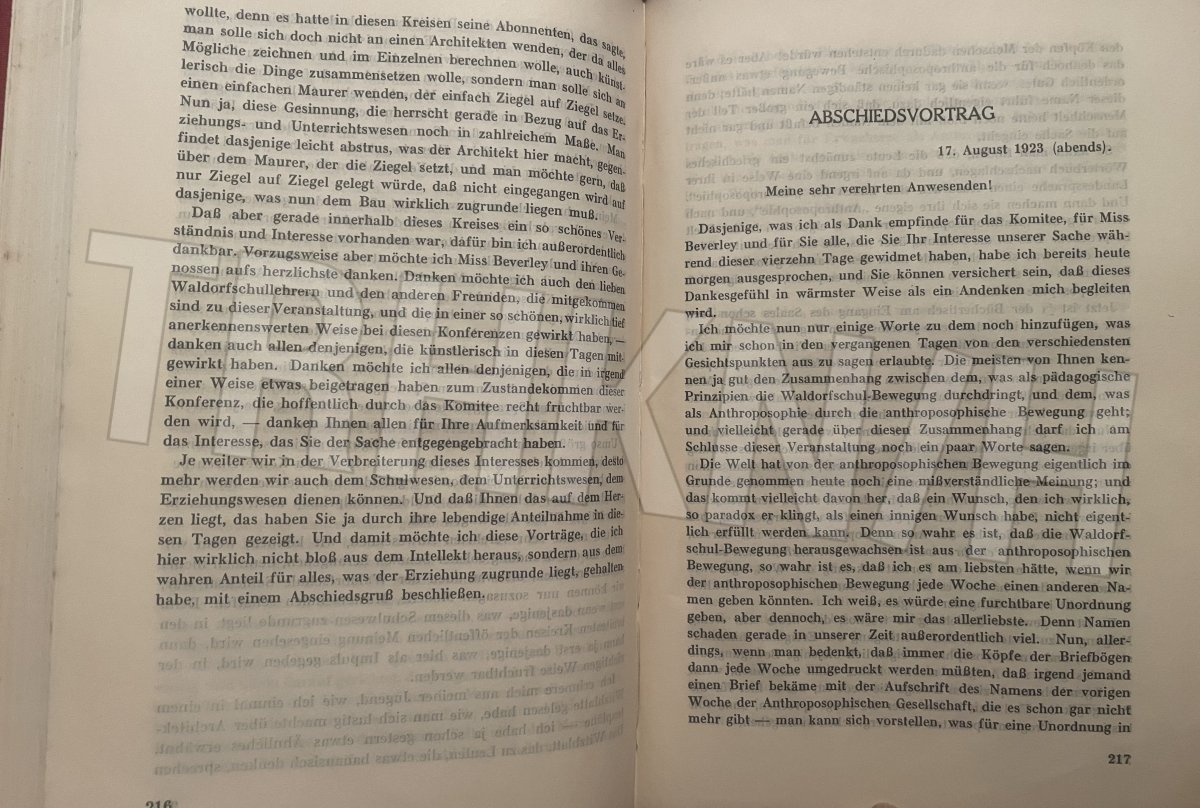 wollte, denn es hatte in diesen Kreisen seine Abonnenten, das sagte,
man solle sich doch nicht an einen Architekten wenden, der da alles
Mögliche zeichnen und im Einzelnen berechnen wolle, auch künst-
lerisch die Dinge zusammensetzen wolle, sondern man solle sich an
einen einfachen Maurer wenden, der einfach Ziegel auf Ziegel setze.
Nun ja, diese Gesinnung, die herrscht gerade in Bezug auf das Er-
ziehungs- und Unterrichtswesen noch in zahlreichem Maße. Man
findet dasjenige leicht abstrus, was der Architekt hier macht, gegen-
über dem Maurer, der die Ziegel setzt, und man möchte gern, daß
nur Ziegel auf Ziegel gelegt würde, daß nicht eingegangen wird auf
dasjenige, was nun dem Bau wirklich zugrunde liegen muß.
Daß aber gerade innerhalb dieses Kreises ein so schönes Ver-
ständnis und Interesse vorhanden war, dafür bin ich außerordentlich
dankbar. Vorzugsweise aber möchte ich Miss Beverley und ihren Ge-
nossen aufs herzlichste danken. Danken möchte ich auch den lieben
Waldorfschullehrern und den anderen Freunden, die mitgekommen
sind zu dieser Veranstaltung, und die in einer so schönen, wirklich tief
anerkennenswerten Weise bei diesen Konferenzen gewirkt haben, —
danken auch allen denjenigen, die künstlerisch in diesen Tagen mit-
gewirkt haben. Danken möchte ich allen denjenigen, die in irgend
einer Weise etwas beigetragen haben zum Zustandekommen dieser
Konferenz, die hoffentlich durch das Komitee recht fruchtbar wer-
den wird, — danken Ihnen allen für Ihre Aufmerksamkeit und für
das Interesse, das Sie der Sache entgegengebracht haben.
Je weiter wir in der Verbreiterung dieses Interesses kommen, desto
mehr werden wir auch dem Schulwesen, dem Unterrichtswesen, dem
Erziehungswesen dienen können. Und daß Ihnen das auf dem Her-
zen liegt, das haben Sie ja durch ihre lebendige Anteilnahme in die-
sen Tagen gezeigt. Und damit möchte ich diese Vorträge, die ich
hier wirklich nicht bloß aus dem Intellekt heraus, sondern aus dem
wahren Anteil für alles, was der Erziehung zugrunde liegt, gehalten
habe, mit einem Abschiedsgruß beschließen.
216
ABSCHIEDSVORTRAG
17. August 1923 (abends).
Meine sehr verehrten Anwesenden!
Dasjenige, was ich als Dank empfinde für das Komitee, für Miss
Beverley und für Sie alle, die Sie Ihr Interesse unserer Sache wäh-
rend dieser vierzehn Tage gewidmet haben, habe ich bereits heute
morgen ausgesprochen, und Sie können versichert sein, daß dieses
Dankesgefühl in wärmster Weise als ein Andenken mich begleiten
wird.
Ich möchte nun nur einige Worte zu dem noch hinzufügen, was
ich mir schon in den vergangenen Tagen von den verschiedensten
Gesichtspunkten aus zu sagen erlaubte. Die meisten von Ihnen ken-
nen ja gut den Zusammenhang zwischen dem, was als pädagogische
Prinzipien die Waldorfschul-Bewegung durchdringt, und dem, was
als Anthroposophie durch die anthroposophische Bewegung geht;
und vielleicht gerade über diesen Zusammenhang darf ich am
Schlusse dieser Veranstaltung noch ein paar Worte sagen.
Die Welt hat von der anthroposophischen Bewegung eigentlich im
Grunde genommen heute noch eine mißverständliche Meinung; und
das kommt vielleicht davon her, daß ein Wunsch, den ich wirklich,
so paradox er klingt, als einen innigen Wunsch habe, nicht eigent-
lich erfüllt werden kann. Denn so wahr es ist, daß die Waldorf-
schul-Bewegung herausgewachsen ist aus der anthroposophischen
Bewegung, so wahr ist es, daß ich es am liebsten hätte, wenn wir
der anthroposophischen Bewegung jede Woche einen anderen Na-
men geben könnten. Ich weiß, es würde eine furchtbare Unordnung
geben, aber dennoch, es wäre mir das allerliebste. Denn Namen
schaden gerade in unserer Zeit außerordentlich viel. Nun, aller-
dings, wenn man bedenkt, daß immer die Köpfe der Briefbögen
dann jede Woche umgedruckt werden müßten, daß irgend jemand
einen Brief bekäme mit der Aufschrift des Namens der vorigen
Woche der Anthroposophischen Gesellschaft, die es schon gar nicht
mehr gibt — man kann sich vorstellen, was für eine Unordnung in
217